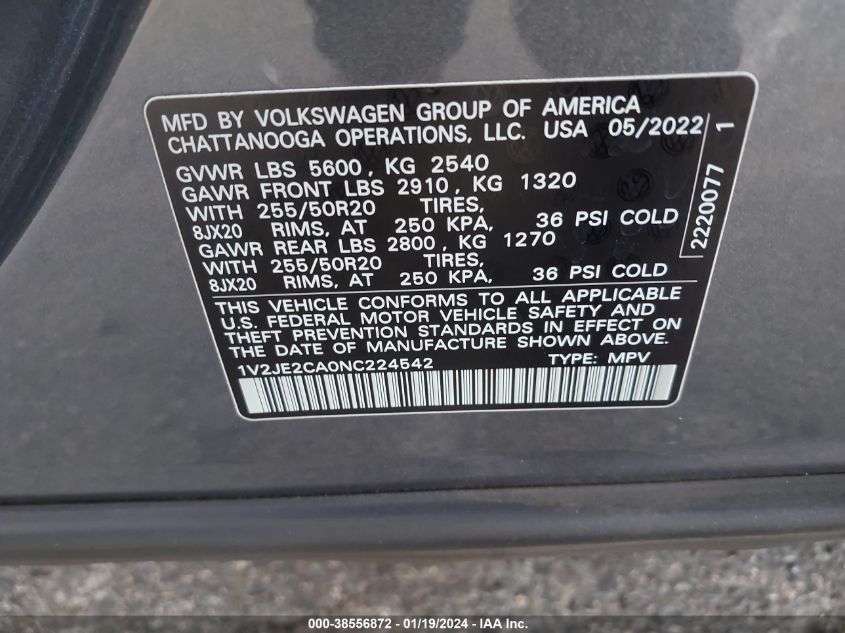 MFD BY VOLKSWAGEN GROUP OF AMERICA
CHATTANOOGA OPERATIONS, LLC. USA 05/2022
GVWR LBS 5600, KG 2540
GAWR FRONT LBS 2910, KG 1320
WITH 255/50R20 TIRES,
8JX20 RIMS, AT 250 KPA, 36 PSI COLD
GAWR REAR LBS 2800, KG 1270
WITH 255/50R20 TIRES,
8JX20 RIMS, AT 250 KPA, 36 PSI COLD
THIS VEHICLE CONFORMS TO ALL APPLICABLE
U.S. FEDERAL MOTOR VEHICLE SAFETY AND
THEFT PREVENTION STANDARDS IN EFFECT ON
THE DATE OF MANUFACTURE SHOWN ABOVE.
1V2JE2CA0NC224542 TYPE: MPV
2220077 1
000-38556872 - 01/19/2024 - IAAI, Inc.